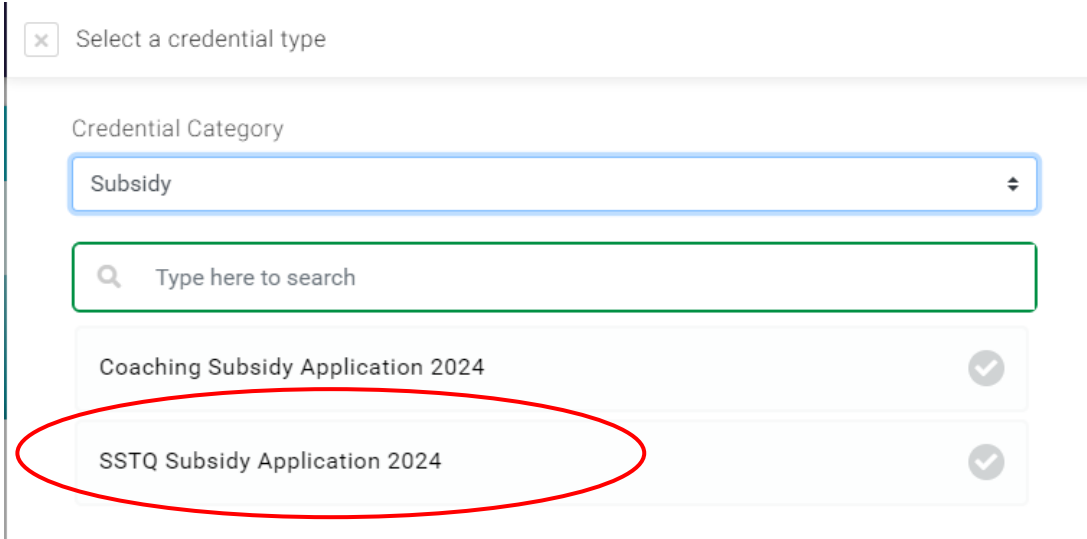 Select a credential type
Credential Category
Subsidy
Type here to search
Coaching Subsidy Application 2024
SSTQ Subsidy Application 2024